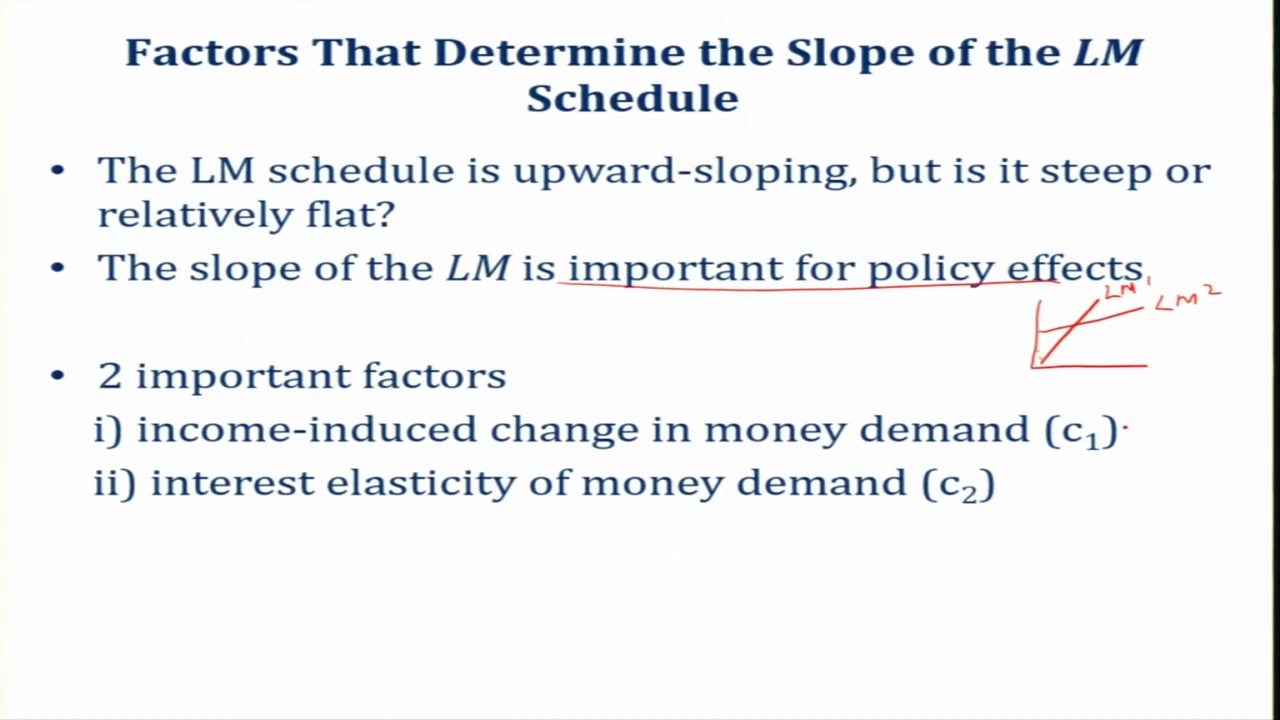 Factors That Determine the Slope of the LM
Schedule
• The LM schedule is upward-sloping, but is it steep or
relatively flat?
• The slope of the LM is important for policy effects
LM¹
LM²
• 2 important factors
i) income-induced change in money demand (c₁)
ii) interest elasticity of money demand (c₂)